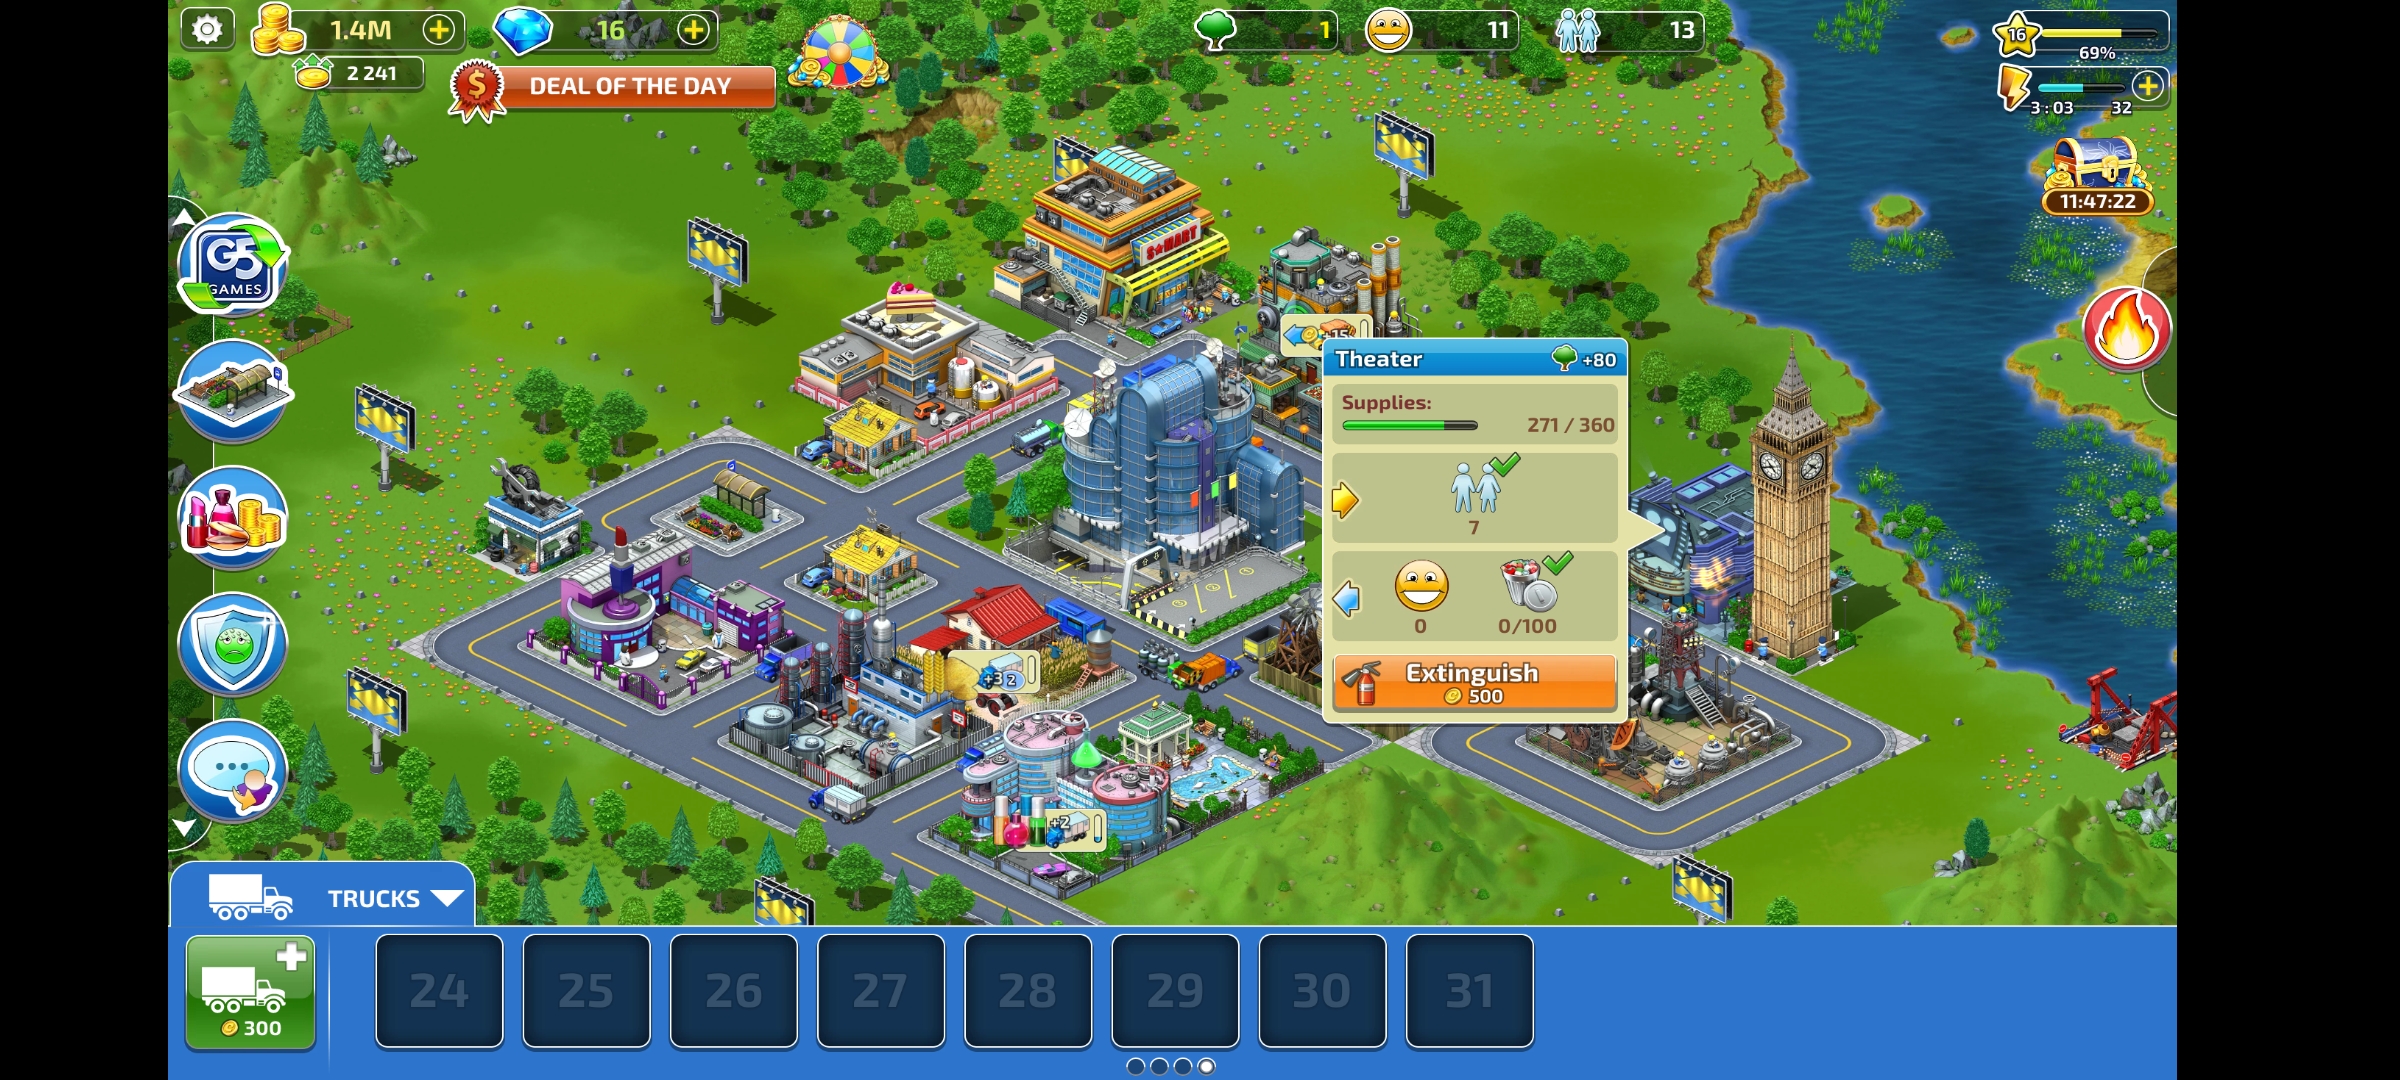 1.4M
16
1
11
13
16
69%
2 241
DEAL OF THE DAY
3:03
32
11:47:22
G5
GAMES
S★MART
+15
Theater
+80
Supplies:
271 / 360
7
0
0/100
Extinguish
500
+3
2
+2
TRUCKS
300
24
25
26
27
28
29
30
31